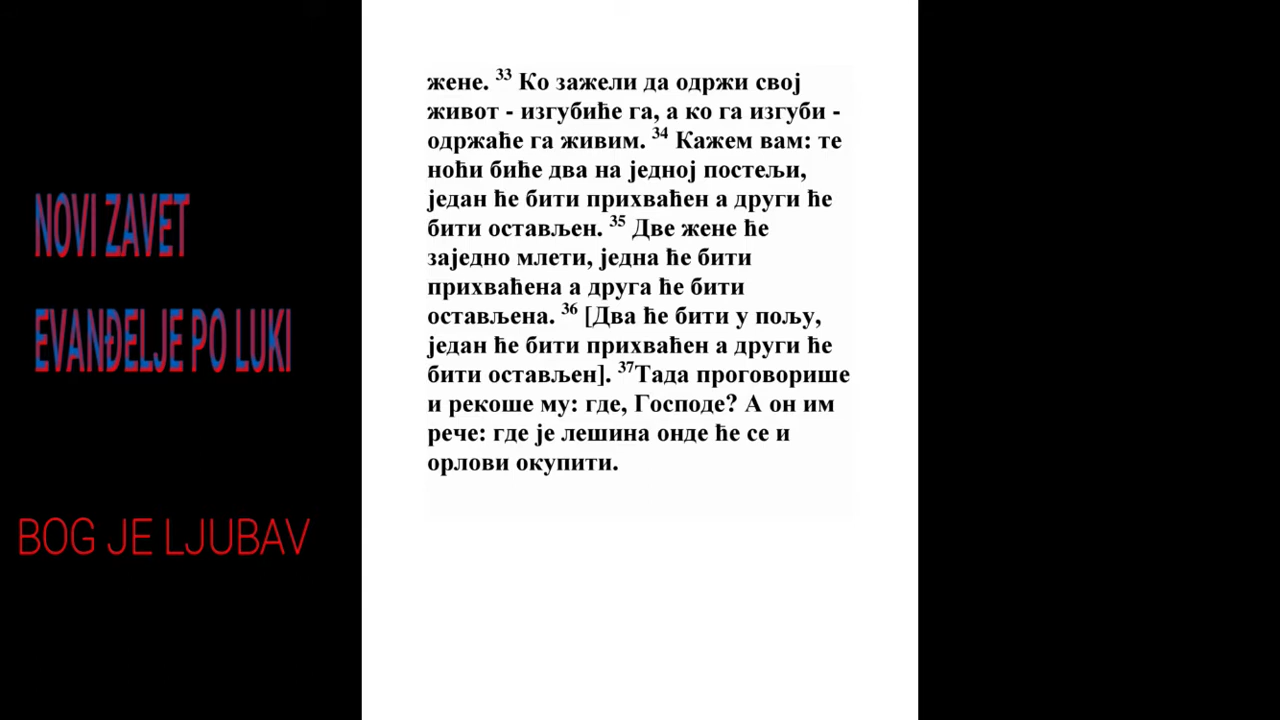 NOVI ZAVET
EVANĐELJE PO LUKI
BOG JE LJUBAV
жене. 33 Ко зажели да одржи свој
живот - изгубиће га, а ко га изгуби -
одржаће га живим. 34 Кажем вам: те
ноћи биће два на једној постељи,
један ће бити прихваћен а други ће
бити остављен. 35 Две жене ће
заједно млети, једна ће бити
прихваћена а друга ће бити
остављена. 36 [Два ће бити у пољу,
један ће бити прихваћен а други ће
бити остављен]. 37Тада проговорише
и рекоше му: где, Господе? А он им
рече: где је лешина онде ће се и
орлови окупити.